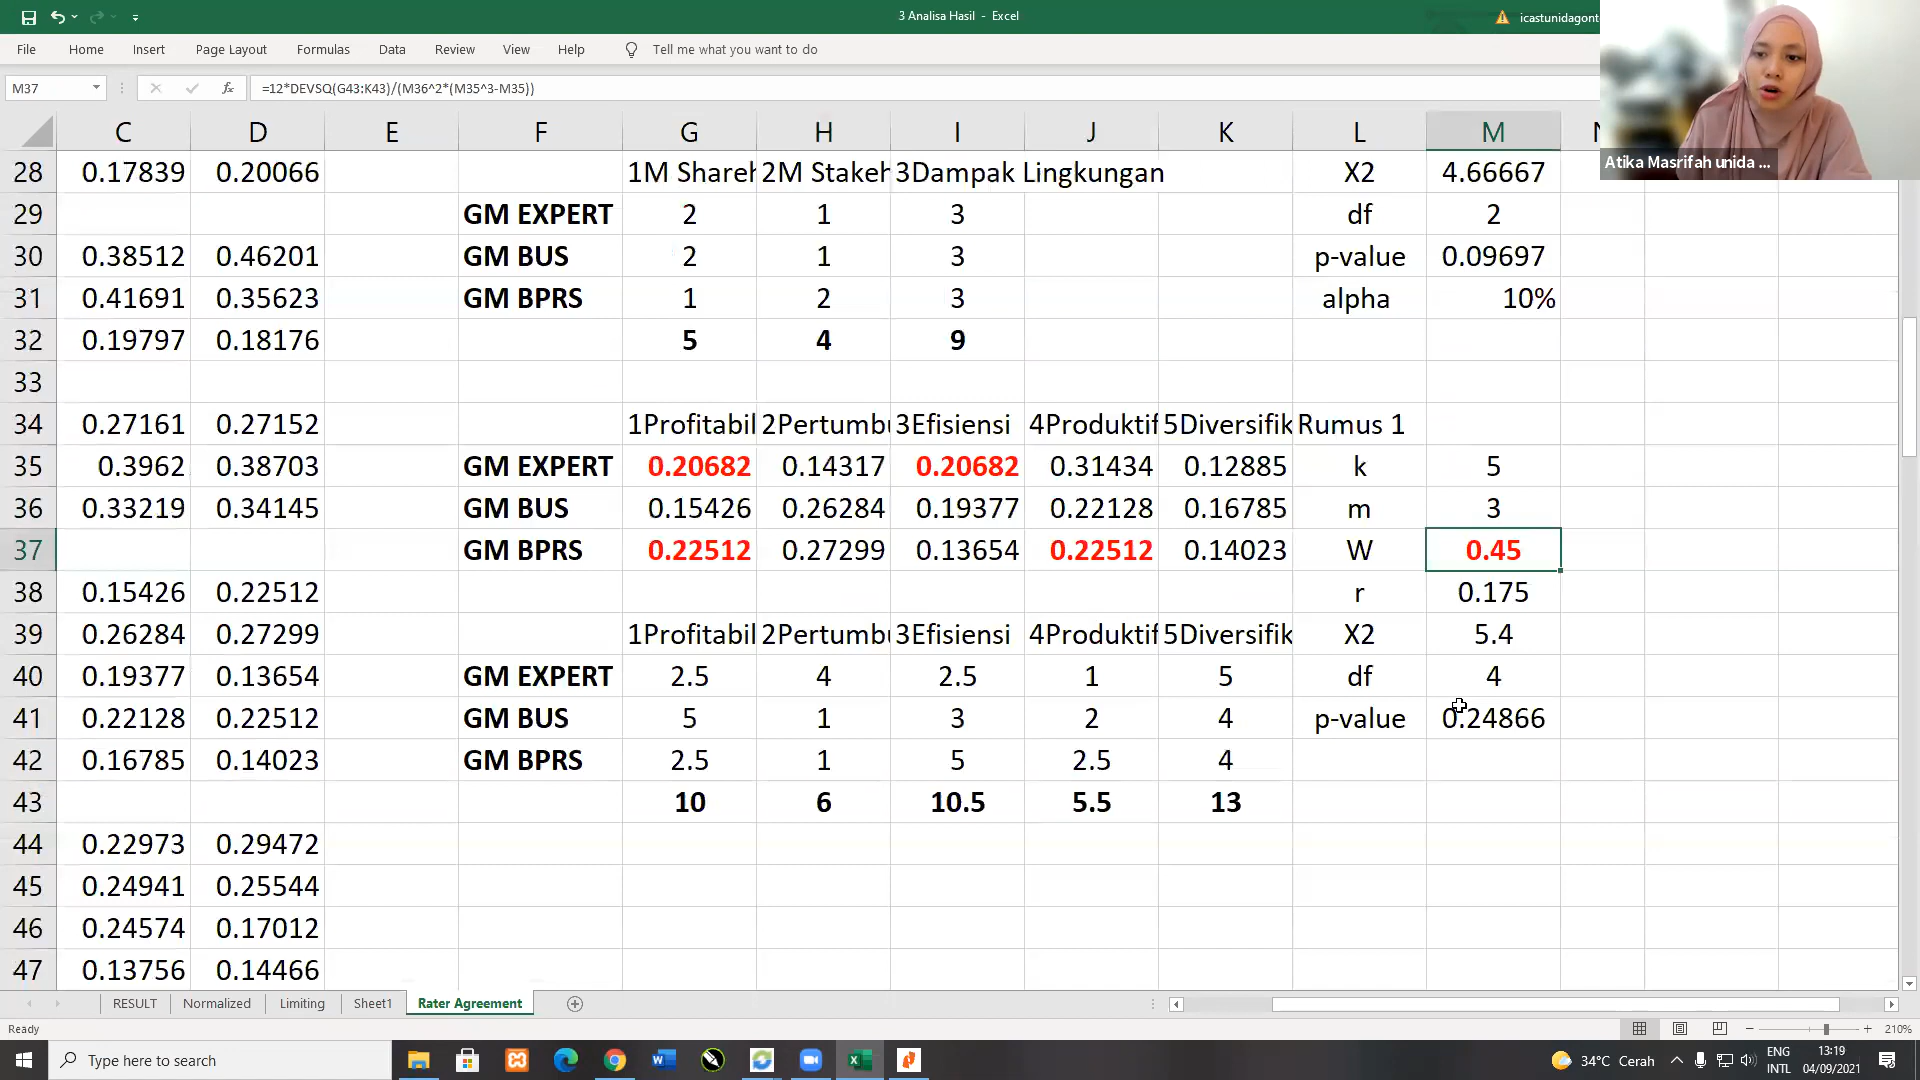 3 Analisa Hasil - Excel
icastunidagont
File Home Insert Page Layout Formulas Data Review View Help Tell me what you want to do
M37 fx =12*DEVSQ(G43:K43)/(M36^2*(M35^3-M35))
Atika Masrifah unida ...
C D E F G H I J K L M
28 0.17839 0.20066 1M Shareh 2M Stakeh 3Dampak Lingkungan X2 4.66667
29 GM EXPERT 2 1 3 df 2
30 0.38512 0.46201 GM BUS 2 1 3 p-value 0.09697
31 0.41691 0.35623 GM BPRS 1 2 3 alpha 10%
32 0.19797 0.18176 5 4 9
33
34 0.27161 0.27152 1Profitabil 2Pertumbu 3Efisiensi 4Produktif 5Diversifik Rumus 1
35 0.3962 0.38703 GM EXPERT 0.20682 0.14317 0.20682 0.31434 0.12885 k 5
36 0.33219 0.34145 GM BUS 0.15426 0.26284 0.19377 0.22128 0.16785 m 3
37 GM BPRS 0.22512 0.27299 0.13654 0.22512 0.14023 W 0.45
38 0.15426 0.22512 r 0.175
39 0.26284 0.27299 1Profitabil 2Pertumbu 3Efisiensi 4Produktif 5Diversifik X2 5.4
40 0.19377 0.13654 GM EXPERT 2.5 4 2.5 1 5 df 4
41 0.22128 0.22512 GM BUS 5 1 3 2 4 p-value 0.24866
42 0.16785 0.14023 GM BPRS 2.5 1 5 2.5 4
43 10 6 10.5 5.5 13
44 0.22973 0.29472
45 0.24941 0.25544
46 0.24574 0.17012
47 0.13756 0.14466
RESULT Normalized Limiting Sheet1 Rater Agreement
Ready 210%
Type here to search 34°C Cerah ENG INTL 13:19 04/09/2021